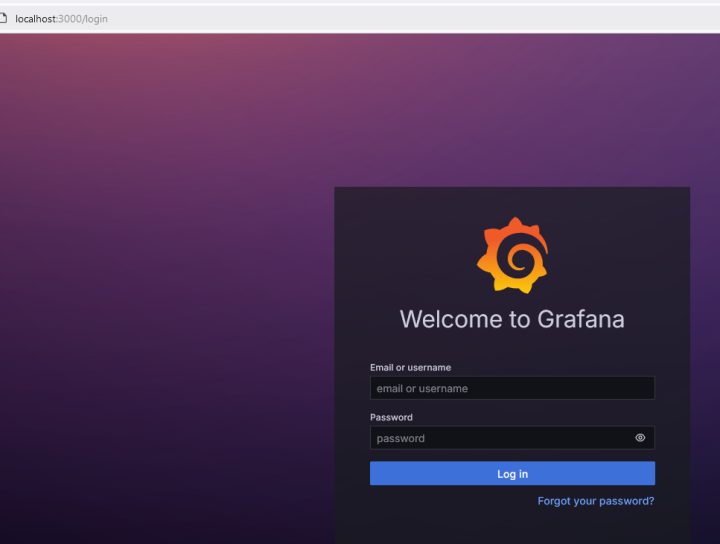 localhost:3000/login
Welcome to Grafana
Email or username
email or username
Password
password
Log in
Forgot your password?